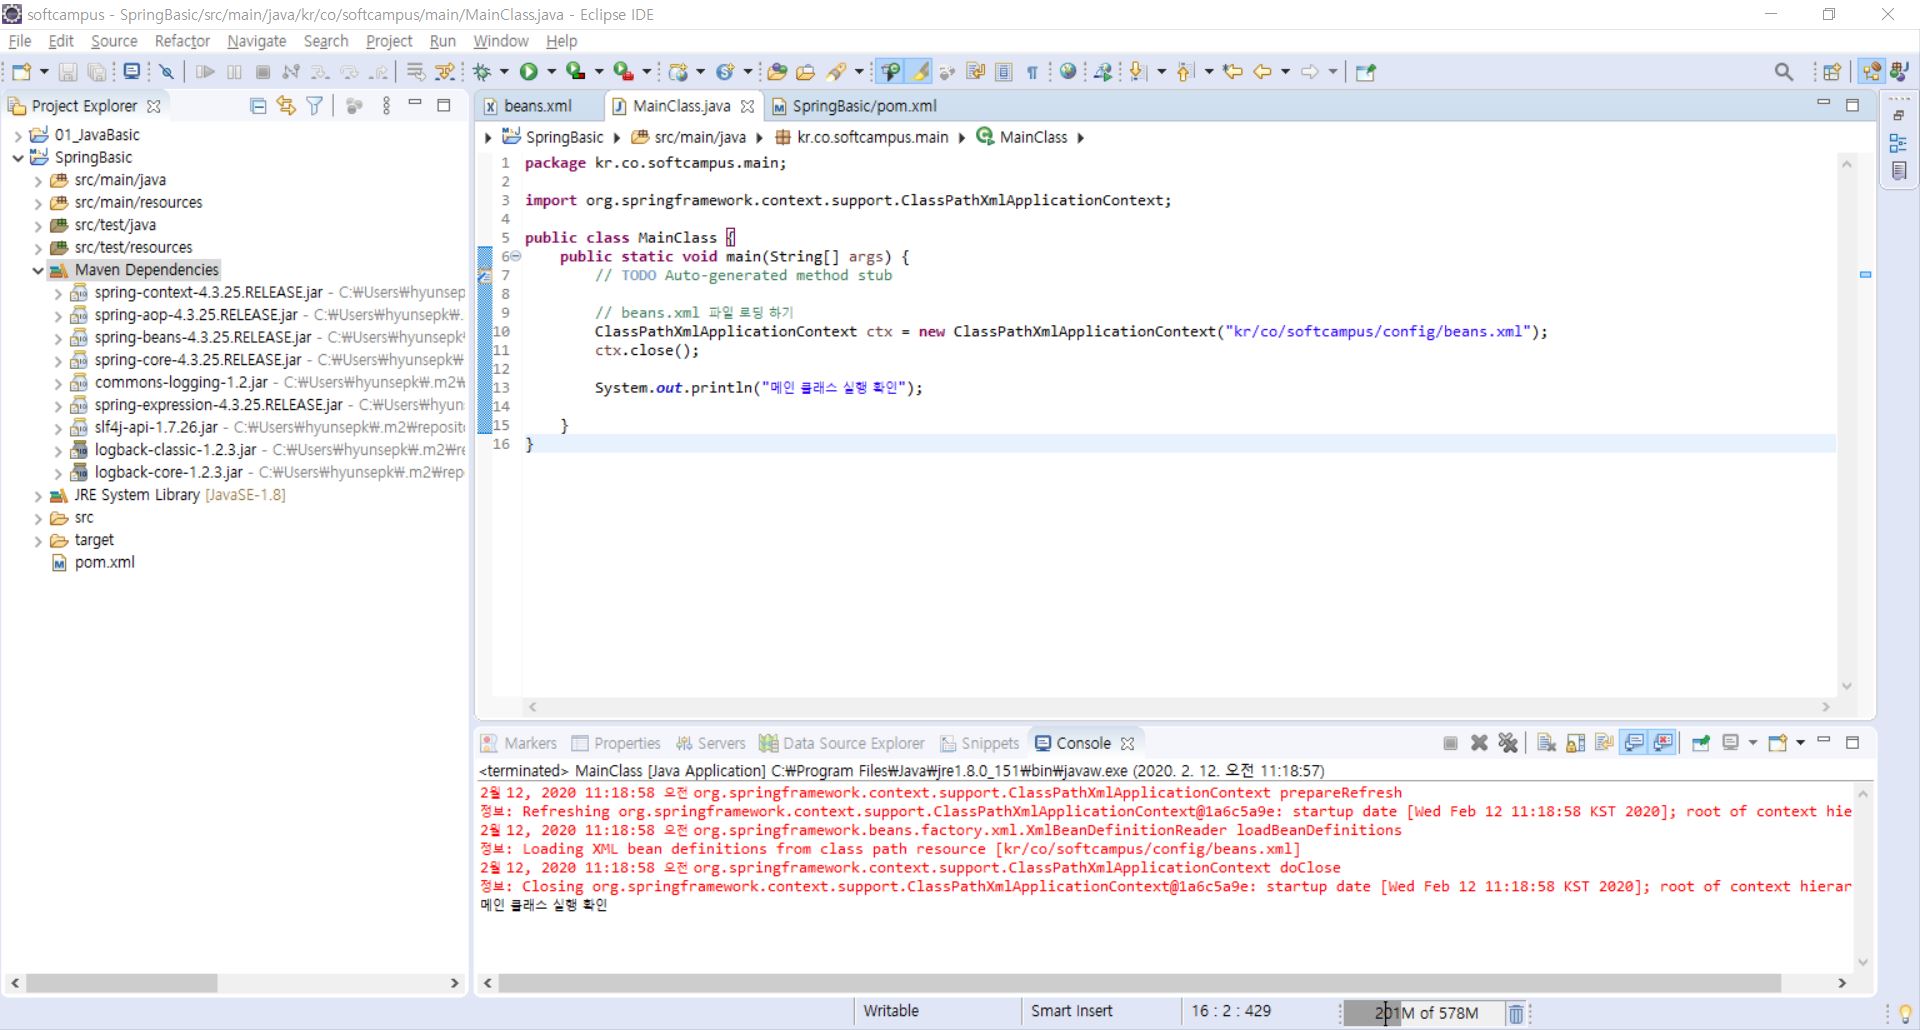 softcampus - SpringBasic/src/main/java/kr/co/softcampus/main/MainClass.java - Eclipse IDE
File Edit Source Refactor Navigate Search Project Run Window Help
Project Explorer
01_JavaBasic
SpringBasic
src/main/java
src/main/resources
src/test/java
src/test/resources
Maven Dependencies
spring-context-4.3.25.RELEASE.jar - C:₩Users₩hyunsep
spring-aop-4.3.25.RELEASE.jar - C:₩Users₩hyunsepk₩.
spring-beans-4.3.25.RELEASE.jar - C:₩Users₩hyunsepk
spring-core-4.3.25.RELEASE.jar - C:₩Users₩hyunsepk₩
commons-logging-1.2.jar - C:₩Users₩hyunsepk₩.m2₩
spring-expression-4.3.25.RELEASE.jar - C:₩Users₩hyun
slf4j-api-1.7.26.jar - C:₩Users₩hyunsepk₩.m2₩reposit
logback-classic-1.2.3.jar - C:₩Users₩hyunsepk₩.m2₩re
logback-core-1.2.3.jar - C:₩Users₩hyunsepk₩.m2₩rep
JRE System Library [JavaSE-1.8]
src
target
pom.xml
beans.xml MainClass.java SpringBasic/pom.xml
SpringBasic src/main/java kr.co.softcampus.main MainClass
1 package kr.co.softcampus.main;
2
3 import org.springframework.context.support.ClassPathXmlApplicationContext;
4
5 public class MainClass {
6 public static void main(String[] args) {
7 // TODO Auto-generated method stub
8
9 // beans.xml 파일 로딩 하기
10 ClassPathXmlApplicationContext ctx = new ClassPathXmlApplicationContext("kr/co/softcampus/config/beans.xml");
11 ctx.close();
12
13 System.out.println("메인 클래스 실행 확인");
14
15 }
16 }
Markers Properties Servers Data Source Explorer Snippets Console
<terminated> MainClass [Java Application] C:₩Program Files₩Java₩jre1.8.0_151₩bin₩javaw.exe (2020. 2. 12. 오전 11:18:57)
2월 12, 2020 11:18:58 오전 org.springframework.context.support.ClassPathXmlApplicationContext prepareRefresh
정보: Refreshing org.springframework.context.support.ClassPathXmlApplicationContext@1a6c5a9e: startup date [Wed Feb 12 11:18:58 KST 2020]; root of context hie
2월 12, 2020 11:18:58 오전 org.springframework.beans.factory.xml.XmlBeanDefinitionReader loadBeanDefinitions
정보: Loading XML bean definitions from class path resource [kr/co/softcampus/config/beans.xml]
2월 12, 2020 11:18:58 오전 org.springframework.context.support.ClassPathXmlApplicationContext doClose
정보: Closing org.springframework.context.support.ClassPathXmlApplicationContext@1a6c5a9e: startup date [Wed Feb 12 11:18:58 KST 2020]; root of context hierar
메인 클래스 실행 확인
Writable Smart Insert 16 : 2 : 429 201M of 578M